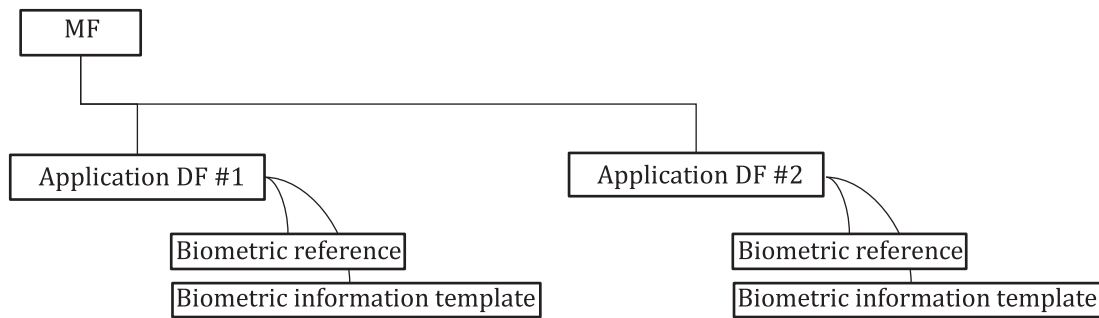 MF
Application DF #1
Application DF #2
Biometric reference
Biometric reference
Biometric information template
Biometric information template